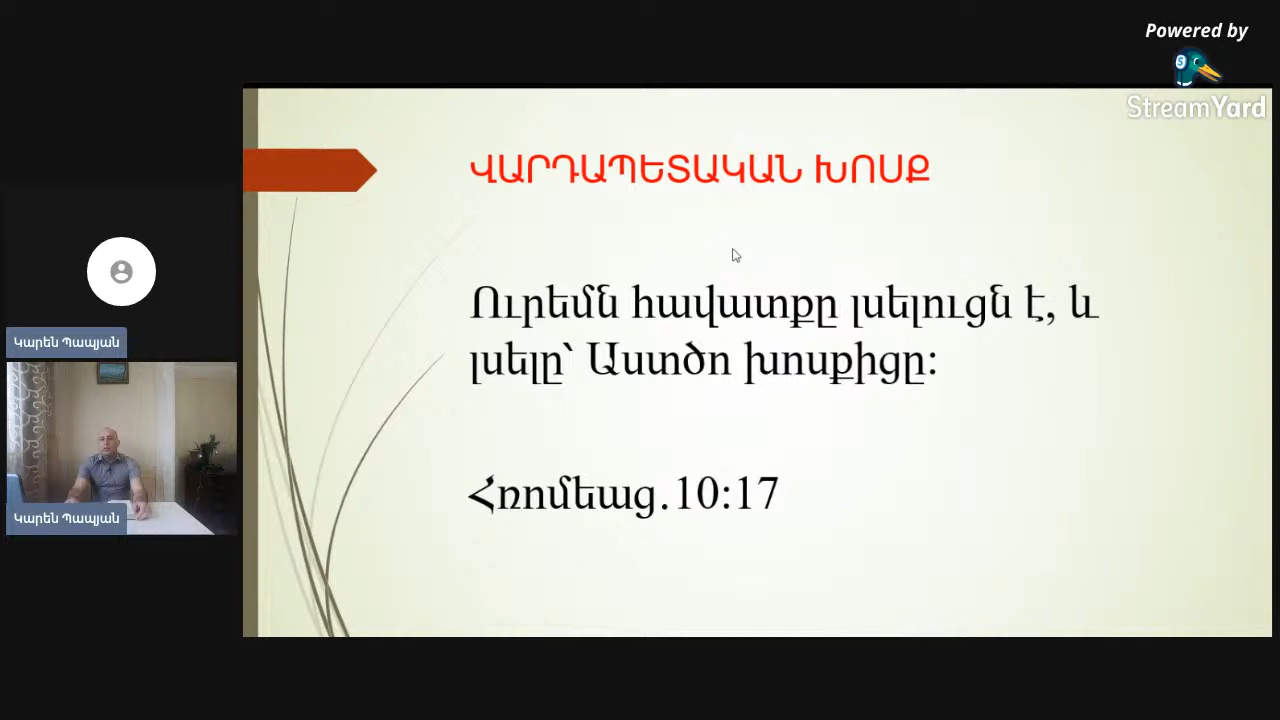 Powered by
StreamYard
ՎԱՐԴԱՊԵՏԱԿԱՆ ԽՈՍՔ
Ուրեմն հավատքը լսելուցն է, և
լսելը՝ Աստծո խոսքիցը:
Հռոմեաց.10:17
Կարեն Պապյան
Կարեն Պապյան